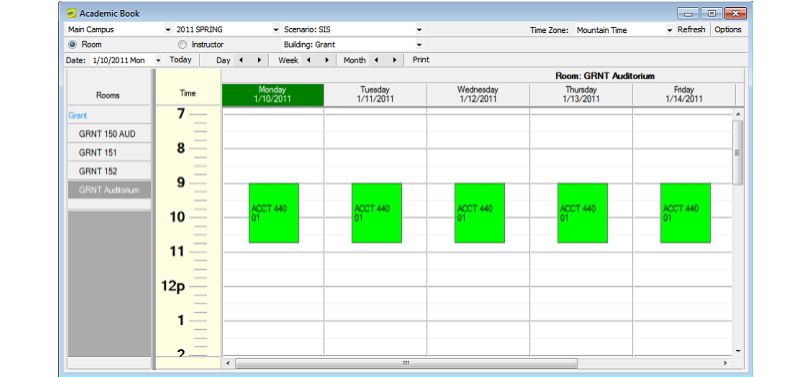 Academic Book
Main Campus 2011 SPRING Scenario: SIS Time Zone: Mountain Time Refresh Options
Room Instructor Building: Grant
Date: 1/10/2011 Mon Today Day Week Month Print
Room: GRNT Auditorium
Rooms Time Monday Tuesday Wednesday Thursday Friday
1/10/2011 1/11/2011 1/12/2011 1/13/2011 1/14/2011
Grant
GRNT 150 AUD
GRNT 151
GRNT 152
GRNT Auditorium
7
8
9
ACCT 440 ACCT 440 ACCT 440 ACCT 440 ACCT 440
01 01 01 01 01
10
11
12p
1
2